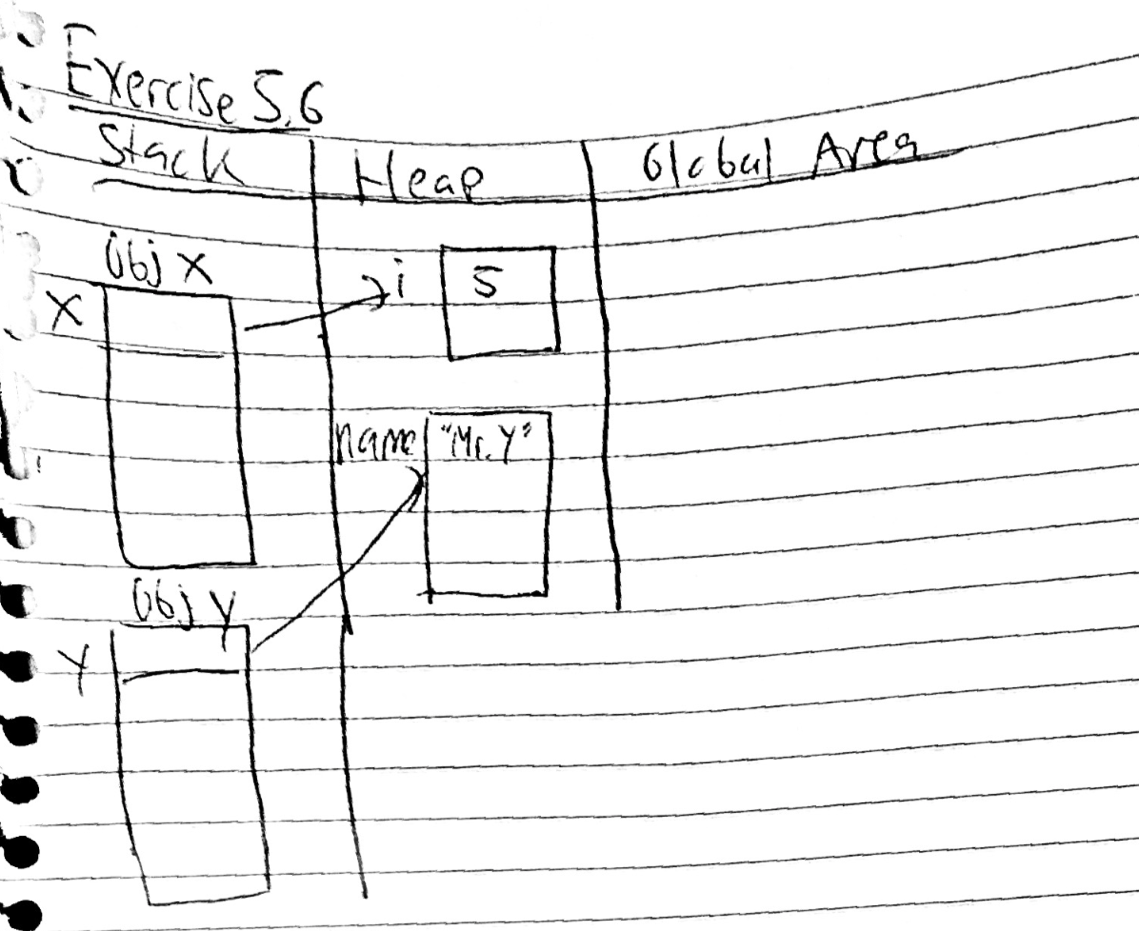 Exercise 5.6
Stack Heap Global Area
Obj X
X i 5
name "Mr. Y"
Obj Y
Y